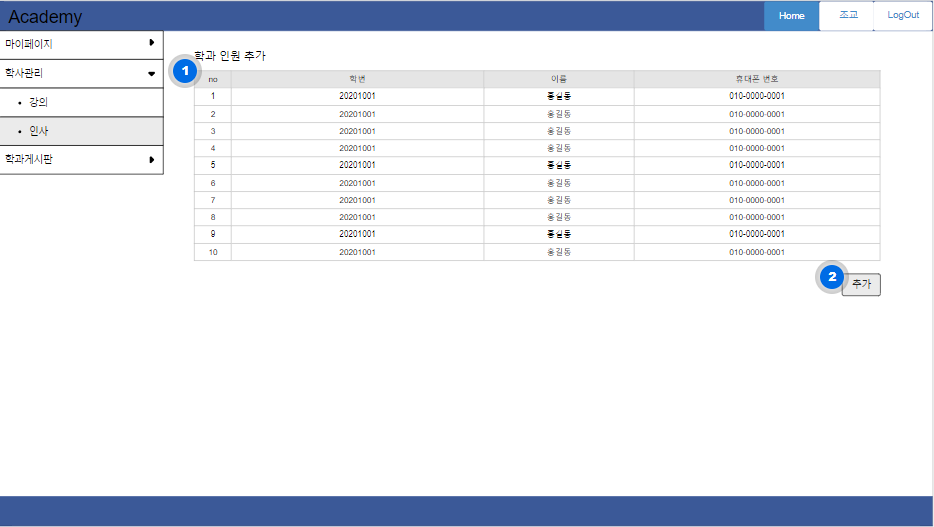 Academy Home 조교 LogOut
마이페이지
학사관리
• 강의
• 인사
학과게시판
학과 인원 추가
1
no 학번 이름 휴대폰 번호
1 20201001 홍길동 010-0000-0001
2 20201001 홍길동 010-0000-0001
3 20201001 홍길동 010-0000-0001
4 20201001 홍길동 010-0000-0001
5 20201001 홍길동 010-0000-0001
6 20201001 홍길동 010-0000-0001
7 20201001 홍길동 010-0000-0001
8 20201001 홍길동 010-0000-0001
9 20201001 홍길동 010-0000-0001
10 20201001 홍길동 010-0000-0001
2 추가